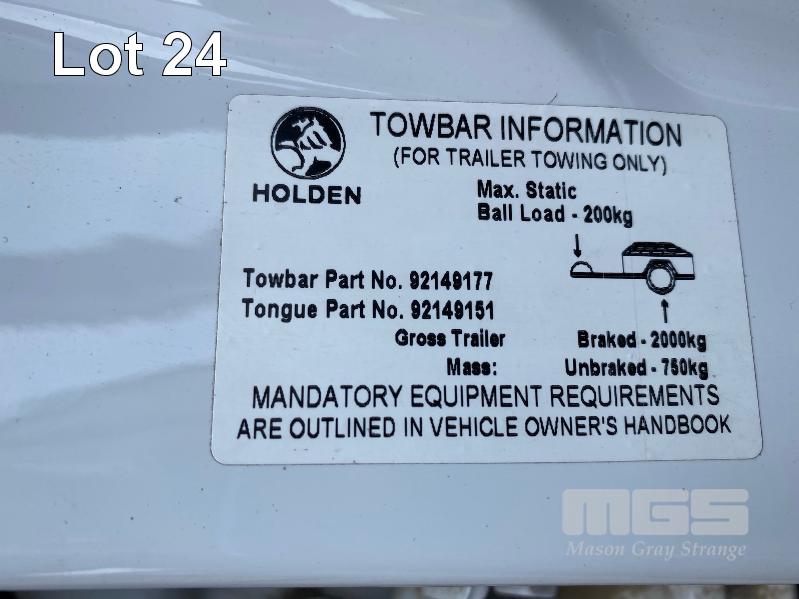 Lot 24
TOWBAR INFORMATION
(FOR TRAILER TOWING ONLY)
HOLDEN
Max. Static
Ball Load - 200kg
Towbar Part No. 92149177
Tongue Part No. 92149151
Gross Trailer Braked - 2000kg
Mass: Unbraked - 750kg
MANDATORY EQUIPMENT REQUIREMENTS
ARE OUTLINED IN VEHICLE OWNER'S HANDBOOK
MGS
Mason Gray Strange